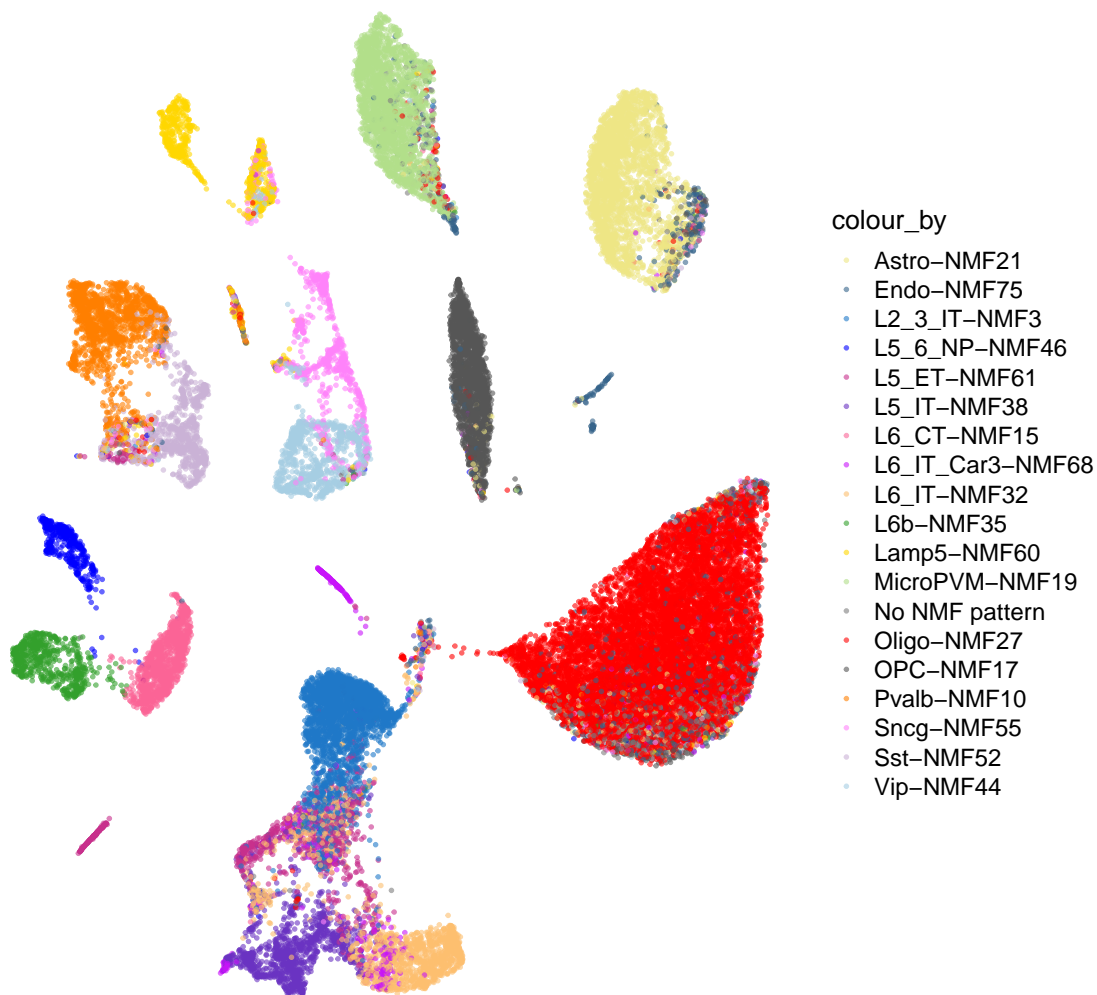 colour_by
Astro−NMF21
Endo−NMF75
L2_3_IT−NMF3
L5_6_NP−NMF46
L5_ET−NMF61
L5_IT−NMF38
L6_CT−NMF15
L6_IT_Car3−NMF68
L6_IT−NMF32
L6b−NMF35
Lamp5−NMF60
MicroPVM−NMF19
No NMF pattern
Oligo−NMF27
OPC−NMF17
Pvalb−NMF10
Sncg−NMF55
Sst−NMF52
Vip−NMF44